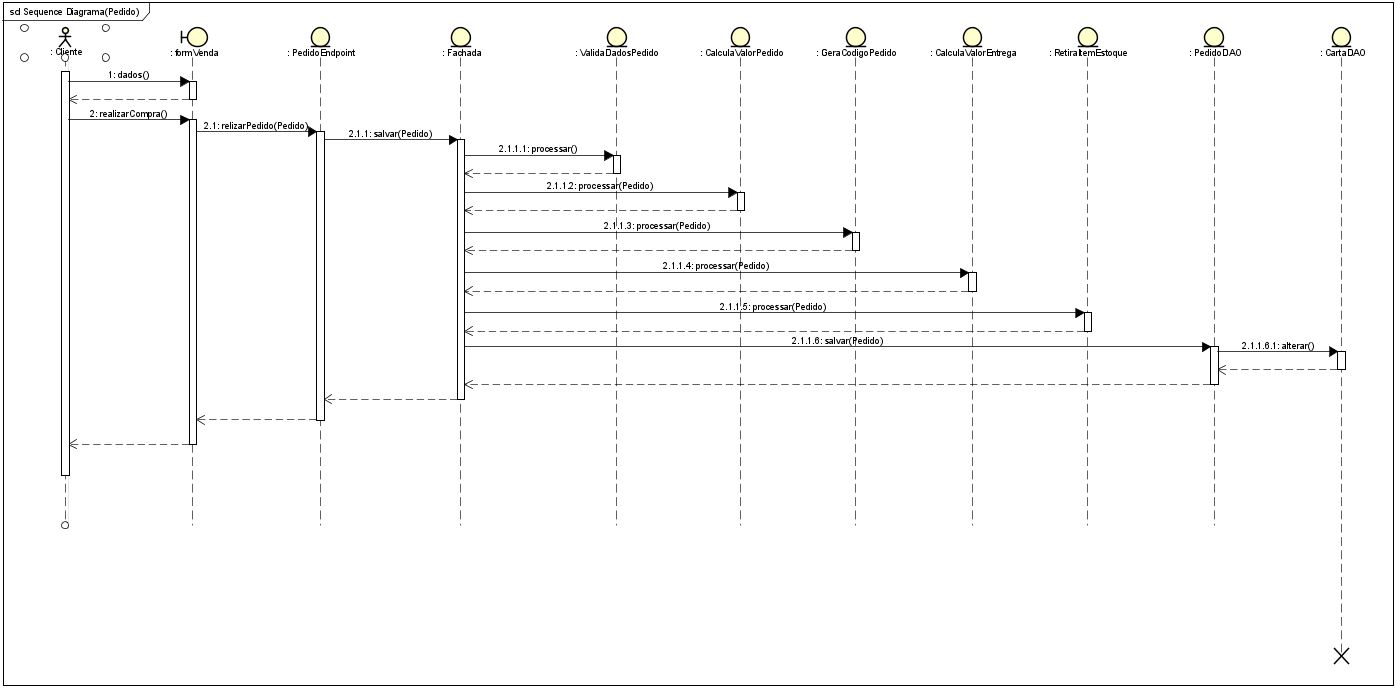 sd Sequence Diagrama(Pedido)
: Cliente
: formVenda
: PedidoEndpoint
: Fachada
: ValidaDadosPedido
: CalculaValorPedido
: GeraCodigoPedido
: CalculaValorEntrega
: RetiraItemEstoque
: PedidoDAO
: CartaDAO
1: dados()
2: realizarCompra()
2.1: relizarPedido(Pedido)
2.1.1: salvar(Pedido)
2.1.1.1: processar()
2.1.1.2: processar(Pedido)
2.1.1.3: processar(Pedido)
2.1.1.4: processar(Pedido)
2.1.1.5: processar(Pedido)
2.1.1.6: salvar(Pedido)
2.1.1.6.1: alterar()